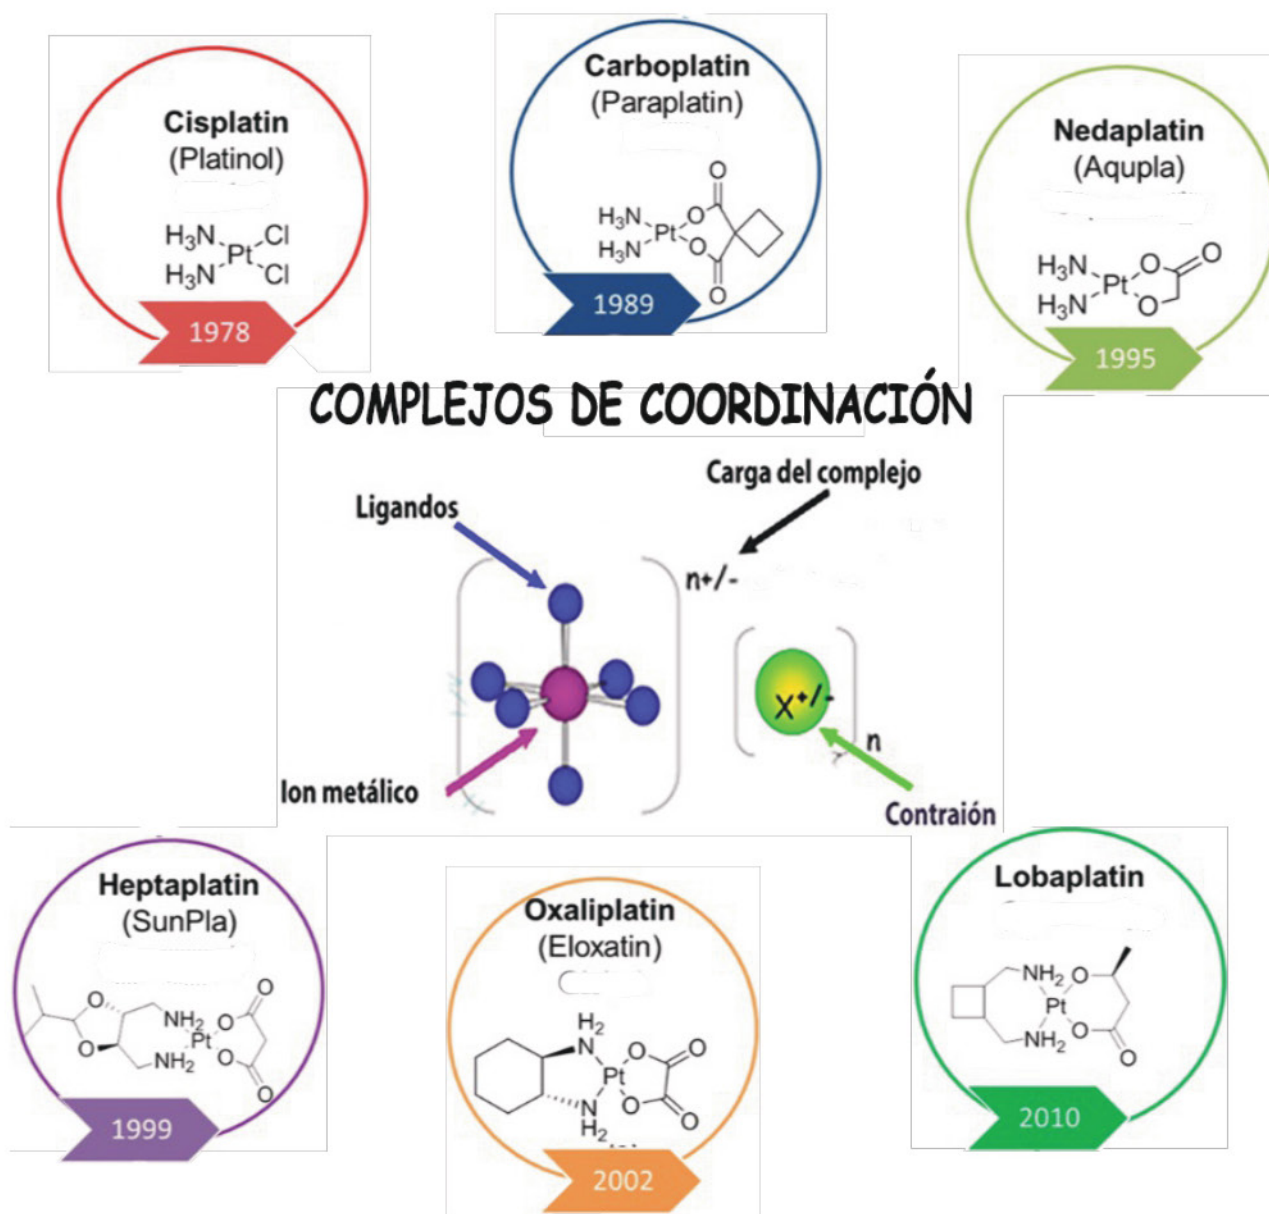 Cisplatin
(Platinol)
H₃N
Cl
Pt
H₃N
Cl
1978
Carboplatin
(Paraplatin)
O
H₃N
O
Pt
H₃N
O
O
1989
Nedaplatin
(Aqupla)
H₃N
O
O
Pt
H₃N
O
1995
COMPLEJOS DE COORDINACIÓN
Carga del complejo
Ligandos
n+/-
X+/-
n
Ion metálico
Contraión
Heptaplatin
(SunPla)
O
NH₂
O
O
Pt
O
NH₂
O
O
1999
Oxaliplatin
(Eloxatin)
H₂
N
O
O
Pt
N
O
O
H₂
2002
Lobaplatin
NH₂
O
Pt
NH₂
O
O
2010